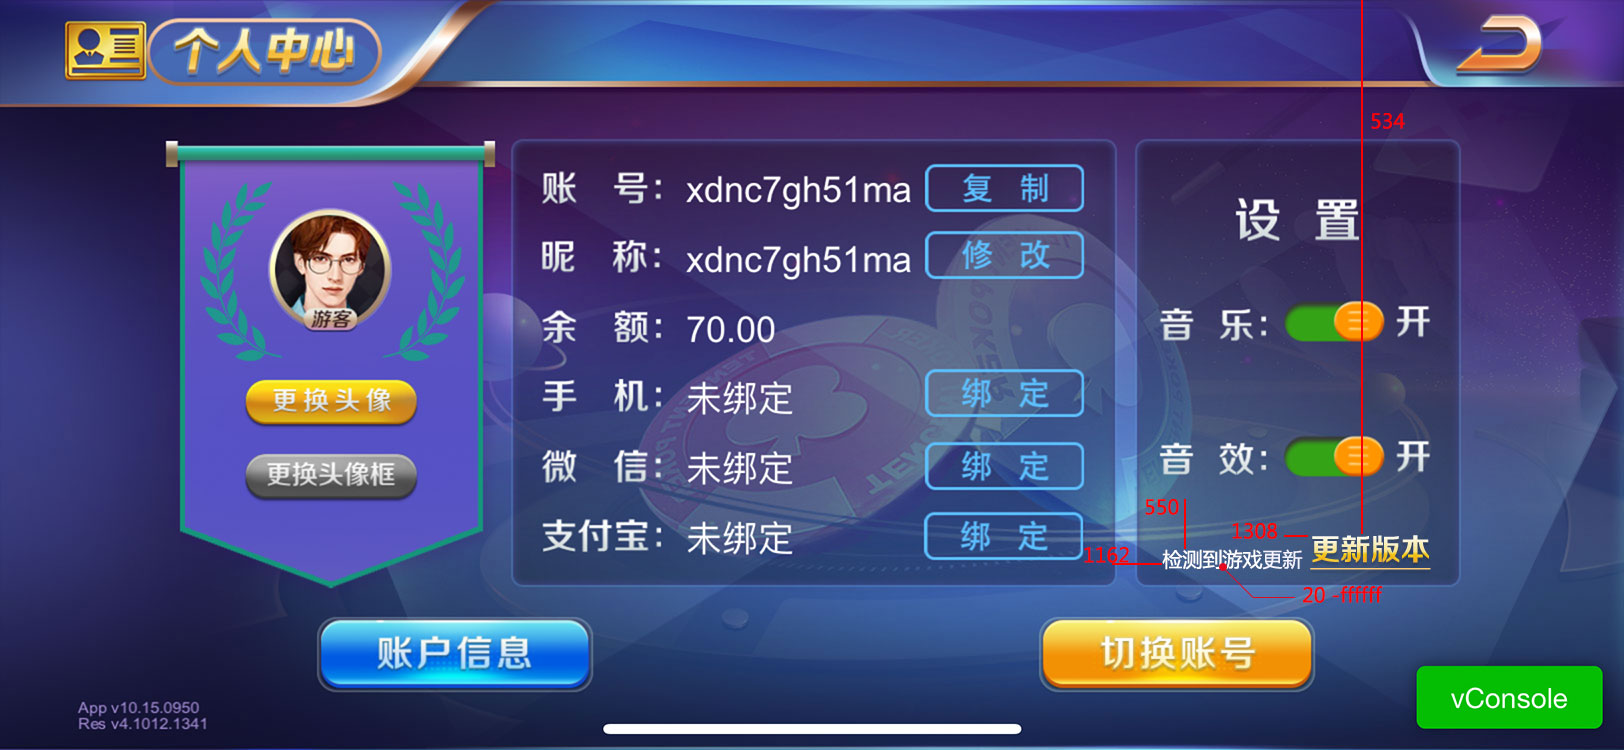 个人中心
534
账 号：xdnc7gh51ma 复 制
昵 称：xdnc7gh51ma 修 改
余 额：70.00
手 机：未绑定 绑 定
微 信：未绑定 绑 定
支付宝：未绑定 绑 定
游客
更换头像
更换头像框
设 置
音 乐：开
音 效：开
550
1308
1162 检测到游戏更新 更新版本
20 -ffffff
账户信息
切换账号
App v10.15.0950
Res v4.1012.1341
vConsole